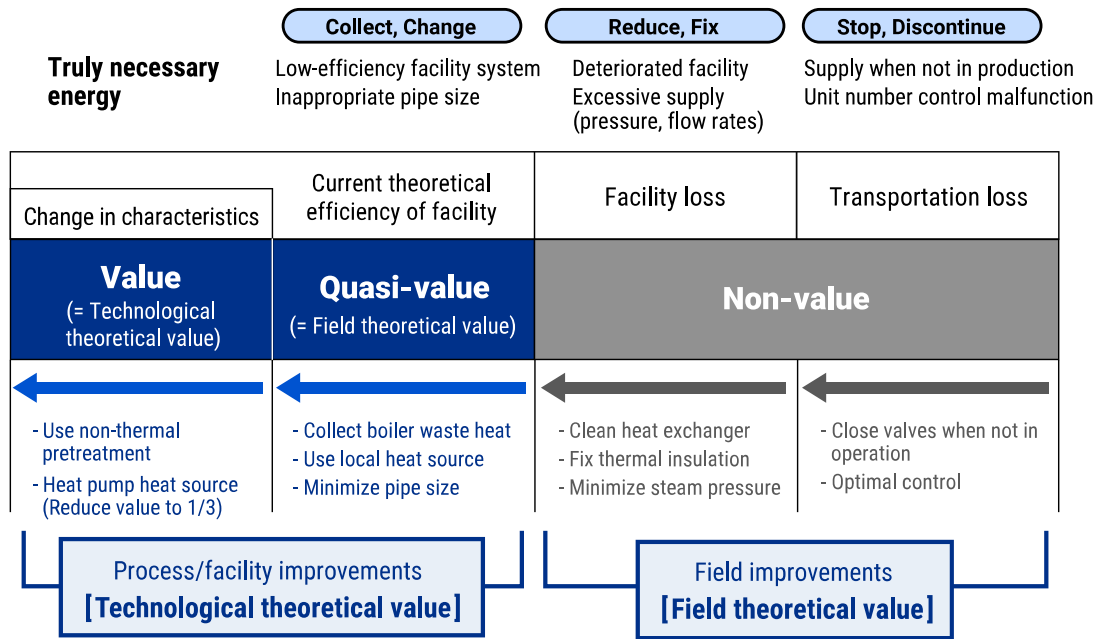 Collect, Change
Reduce, Fix
Stop, Discontinue
Truly necessary
energy
Low-efficiency facility system
Inappropriate pipe size
Deteriorated facility
Excessive supply
(pressure, flow rates)
Supply when not in production
Unit number control malfunction
Change in characteristics
Current theoretical
efficiency of facility
Facility loss
Transportation loss
Value
(= Technological
theoretical value)
Quasi-value
(= Field theoretical value)
Non-value
- Use non-thermal
pretreatment
- Heat pump heat source
(Reduce value to 1/3)
- Collect boiler waste heat
- Use local heat source
- Minimize pipe size
- Clean heat exchanger
- Fix thermal insulation
- Minimize steam pressure
- Close valves when not in
operation
- Optimal control
Process/facility improvements
[Technological theoretical value]
Field improvements
[Field theoretical value]